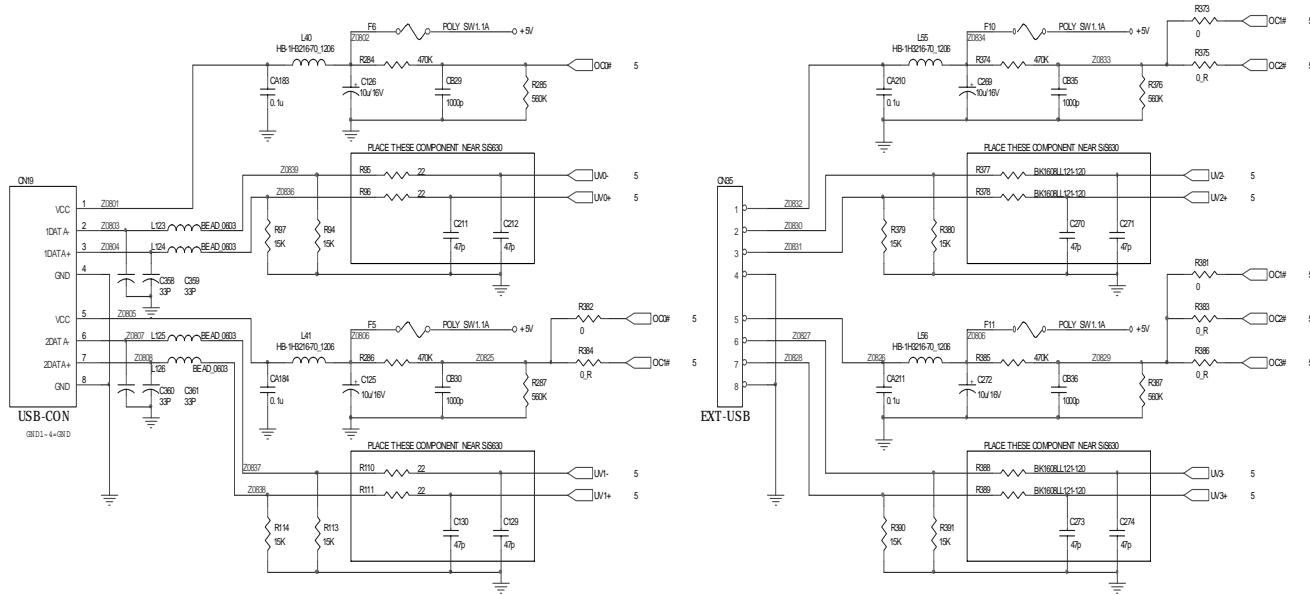 F6 POLY SW1.1A +5V
Z0802
L40
HB-1H3216-70_1206
R284 470K OC0# 5
CA183
0.1u
C126
10u/16V
CB29
1000p
R285
560K
PLACE THESE COMPONENT NEAR SiS630
Z0839 R95 22 UV0- 5
Z0836 R96 22 UV0+ 5
CN19
VCC 1 Z0801
1DATA- 2 Z0803 L123 BEAD_0603
1DATA+ 3 Z0804 L124 BEAD_0603
GND 4
R97
15K
R94
15K
C211
47p
C212
47p
C358
33P
C359
33P
VCC 5 Z0805
2DATA- 6 Z0807 L125 BEAD_0603
2DATA+ 7 Z0808 L126 BEAD_0603
GND 8
USB-CON
GND1~4=GND
C360
33P
C361
33P
F5 POLY SW1.1A +5V
Z0806
L41
HB-1H3216-70_1206
R286 470K Z0825
R382
0
OC0# 5
R384
0_R
OC1# 5
CA184
0.1u
C125
10u/16V
CB30
1000p
R287
560K
PLACE THESE COMPONENT NEAR SiS630
Z0837 R110 22 UV1- 5
Z0838 R111 22 UV1+ 5
R114
15K
R113
15K
C130
47p
C129
47p
F10 POLY SW1.1A +5V
Z0834
L55
HB-1H3216-70_1206
R374 470K Z0833
R373
0
OC1# 5
R375
0_R
OC2# 5
CA210
0.1u
C269
10u/16V
CB35
1000p
R376
560K
PLACE THESE COMPONENT NEAR SiS630
R377 BK1608LL121-120 UV2- 5
R378 BK1608LL121-120 UV2+ 5
CN35
1 Z0832
2 Z0830
3 Z0831
4
5
6 Z0827
7 Z0828
8
EXT-USB
R379
15K
R380
15K
C270
47p
C271
47p
F11 POLY SW1.1A +5V
Z0806
L56
HB-1H3216-70_1206
Z0826
R385 470K Z0829
R381
0
OC1# 5
R383
0_R
OC2# 5
R386
0_R
OC3# 5
CA211
0.1u
C272
10u/16V
CB36
1000p
R387
560K
PLACE THESE COMPONENT NEAR SiS630
R388 BK1608LL121-120 UV3- 5
R389 BK1608LL121-120 UV3+ 5
R390
15K
R391
15K
C273
47p
C274
47p